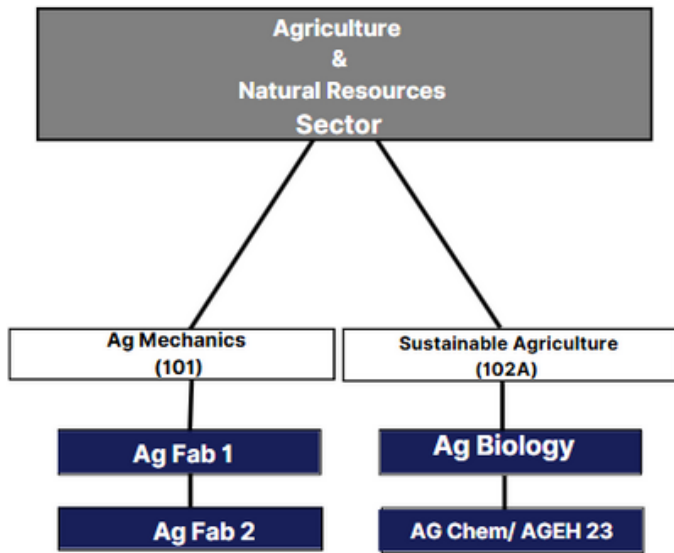 Agriculture
&
Natural Resources
Sector
Ag Mechanics
(101)
Sustainable Agriculture
(102A)
Ag Fab 1
Ag Biology
Ag Fab 2
AG Chem/ AGEH 23